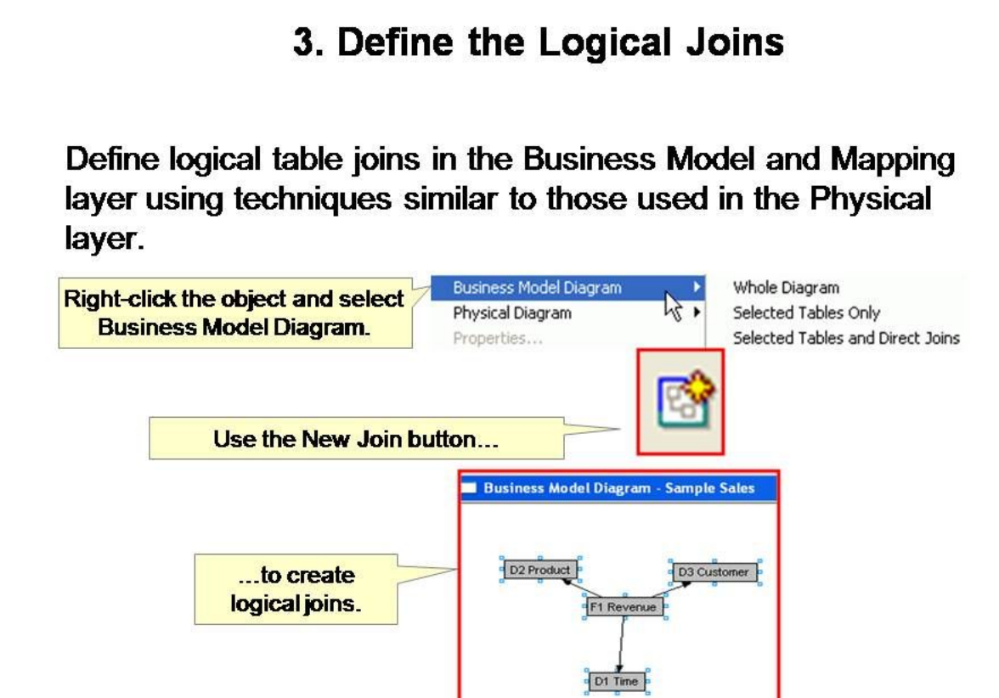 3. Define the Logical Joins
Define logical table joins in the Business Model and Mapping
layer using techniques similar to those used in the Physical
layer.
Right-click the object and select
Business Model Diagram.
Business Model Diagram
Physical Diagram
Properties...
Whole Diagram
Selected Tables Only
Selected Tables and Direct Joins
Use the New Join button...
Business Model Diagram - Sample Sales
...to create
logical joins.
D2 Product
D3 Customer
F1 Revenue
D1 Time